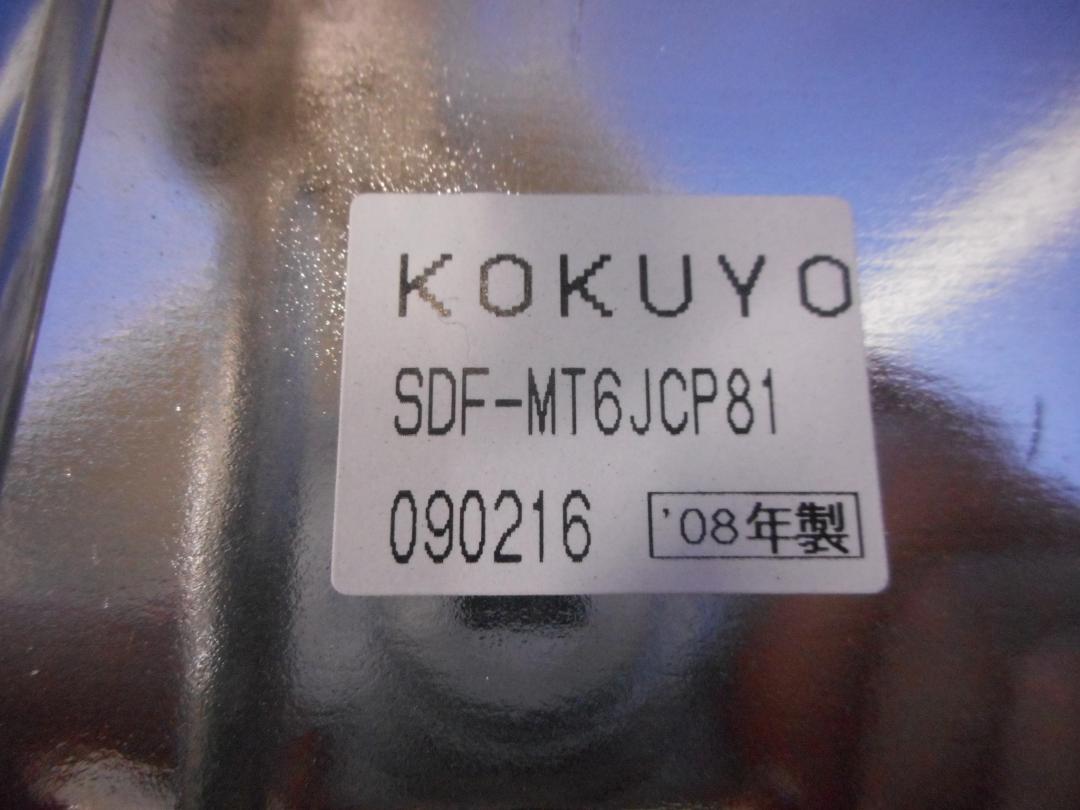 KOKUYO
SDF-MT6JCP81
090216 '08年製